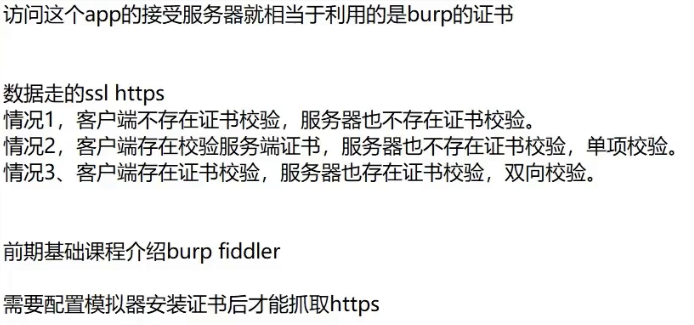 访问这个app的接受服务器就相当于利用的是burp的证书
数据走的ssl https
情况1，客户端不存在证书校验，服务器也不存在证书校验。
情况2，客户端存在校验服务端证书，服务器也不存在证书校验，单项校验。
情况3、客户端存在证书校验，服务器也存在证书校验，双向校验。
前期基础课程介绍burp fiddler
需要配置模拟器安装证书后才能抓取https